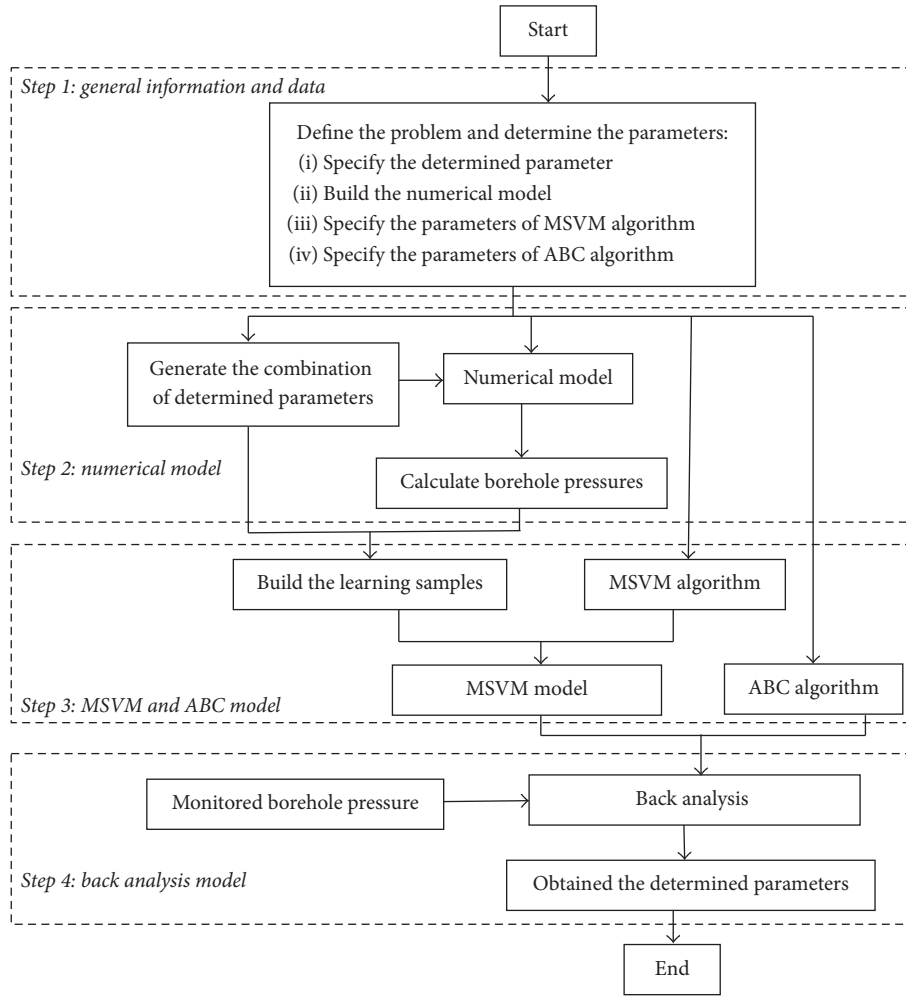 Start
Step 1: general information and data
Define the problem and determine the parameters:
(i) Specify the determined parameter
(ii) Build the numerical model
(iii) Specify the parameters of MSVM algorithm
(iv) Specify the parameters of ABC algorithm
Generate the combination
of determined parameters
Numerical model
Step 2: numerical model
Calculate borehole pressures
Build the learning samples
MSVM algorithm
MSVM model
ABC algorithm
Step 3: MSVM and ABC model
Monitored borehole pressure
Back analysis
Step 4: back analysis model
Obtained the determined parameters
End